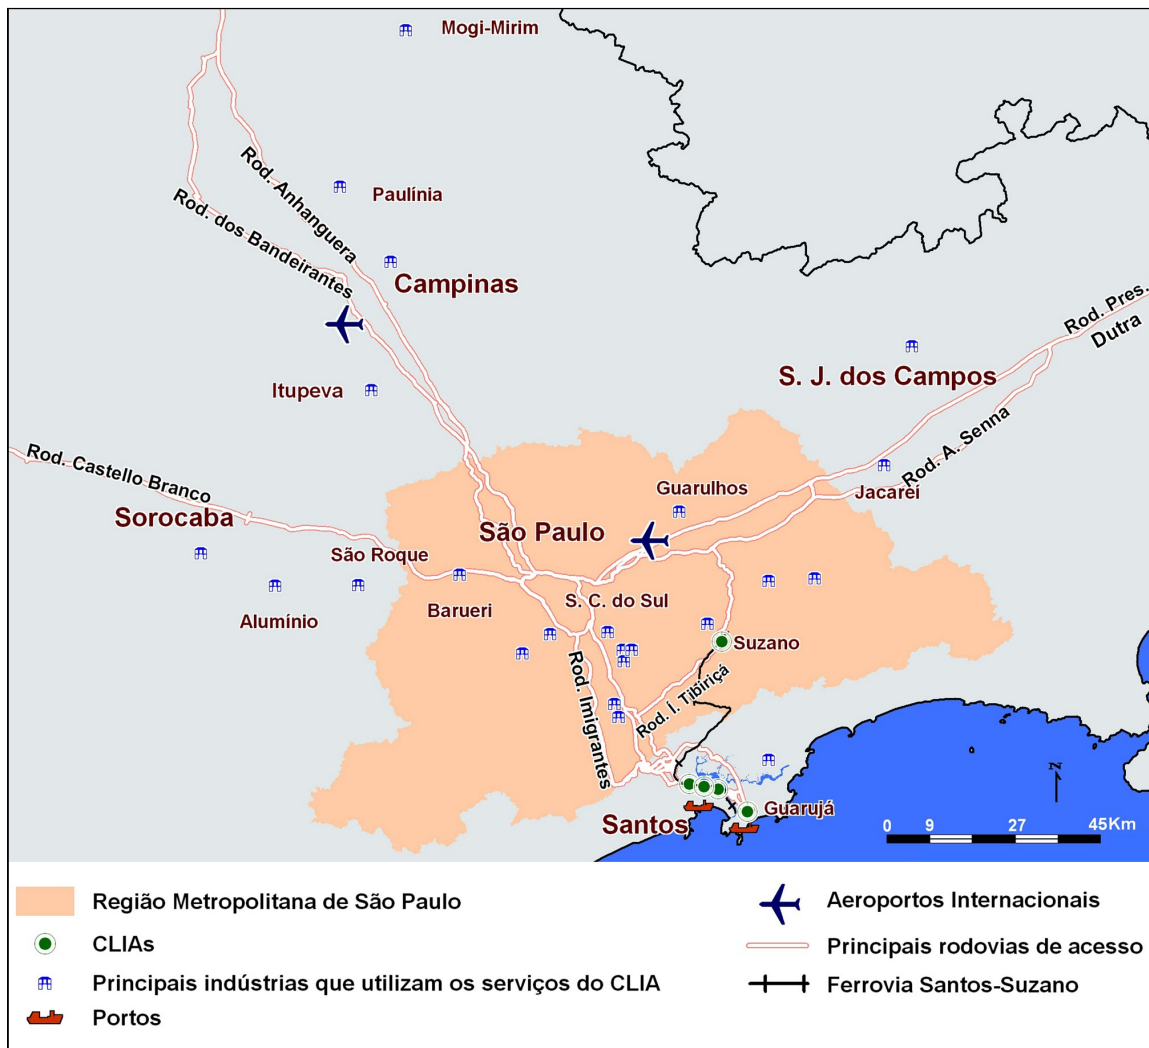 Mogi-Mirim
Rod. Anhanguera
Paulínia
Rod. dos Bandeirantes
Campinas
Rod. Pres.
Dutra
S. J. dos Campos
Itupeva
Rod. A. Senna
Rod. Castello Branco
Guarulhos
Jacareí
Sorocaba
São Paulo
São Roque
S. C. do Sul
Barueri
Alumínio
Suzano
Rod. Imigrantes
Rod. Í. Tibiriçá
N
Guarujá
Santos
0 9 27 45Km
Região Metropolitana de São Paulo
CLIAs
Principais indústrias que utilizam os serviços do CLIA
Portos
Aeroportos Internacionais
Principais rodovias de acesso
Ferrovia Santos-Suzano